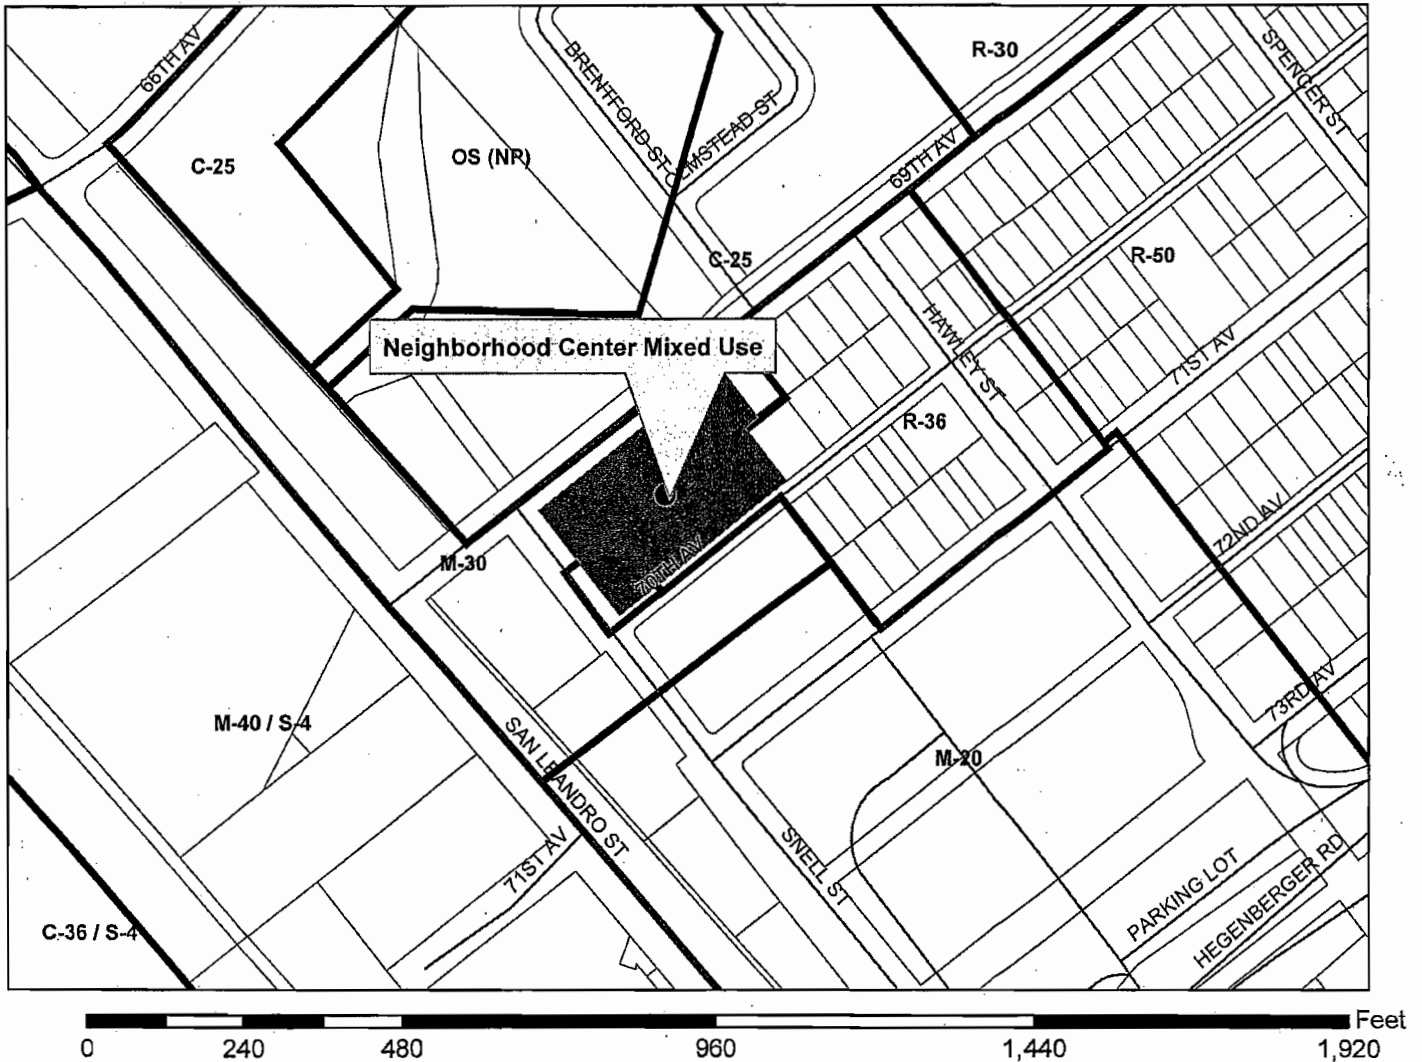 66TH AV
BRENTFORD ST
OLMSTEAD ST
R-30
SPENCER ST
C-25
OS (NP)
69TH AV
C-25
R-50
HAWLEY ST
71ST AV
Neighborhood Center Mixed Use
R-36
M-30
70TH AV
72ND AV
73RD AV
M-40 / S-4
SAN LEANDRO ST
M-20
71ST AV
SNELL ST
PARKING LOT
HEGENBERGER RD
C-36 / S-4
Feet
0 240 480 960 1,440 1,920